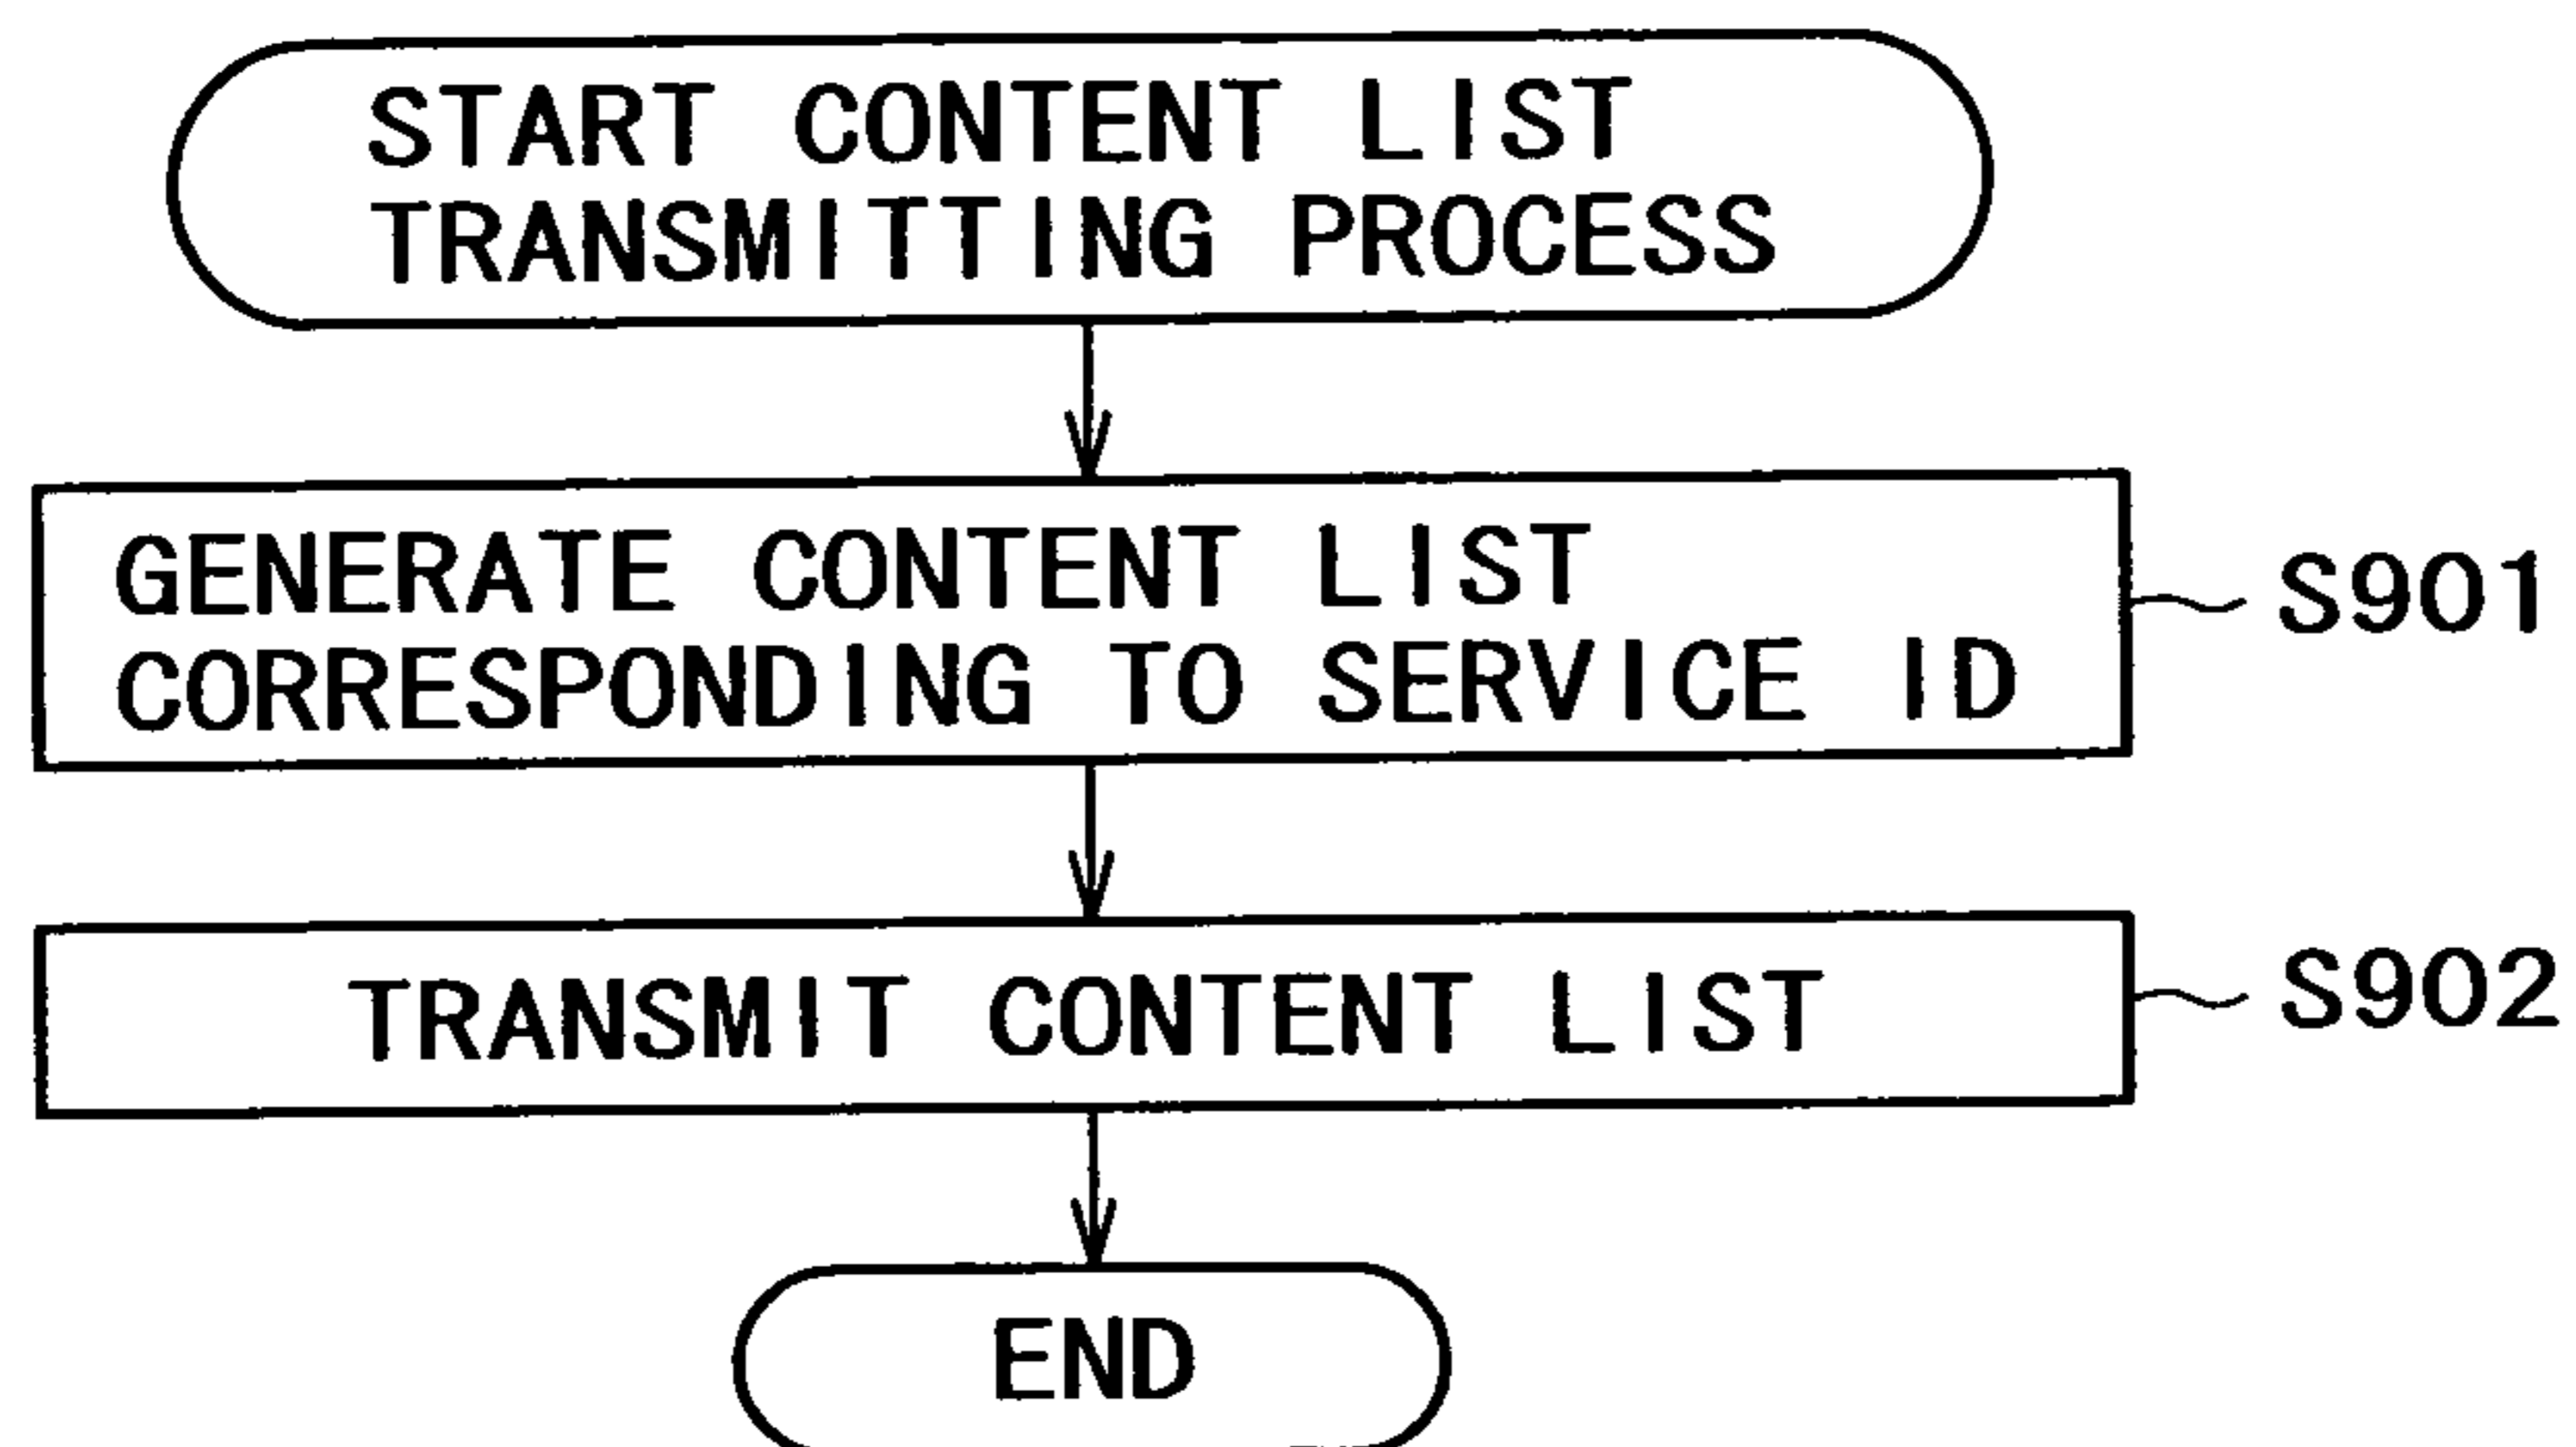 START CONTENT LIST
TRANSMITTING PROCESS
GENERATE CONTENT LIST
CORRESPONDING TO SERVICE ID
S901
TRANSMIT CONTENT LIST
S902
END